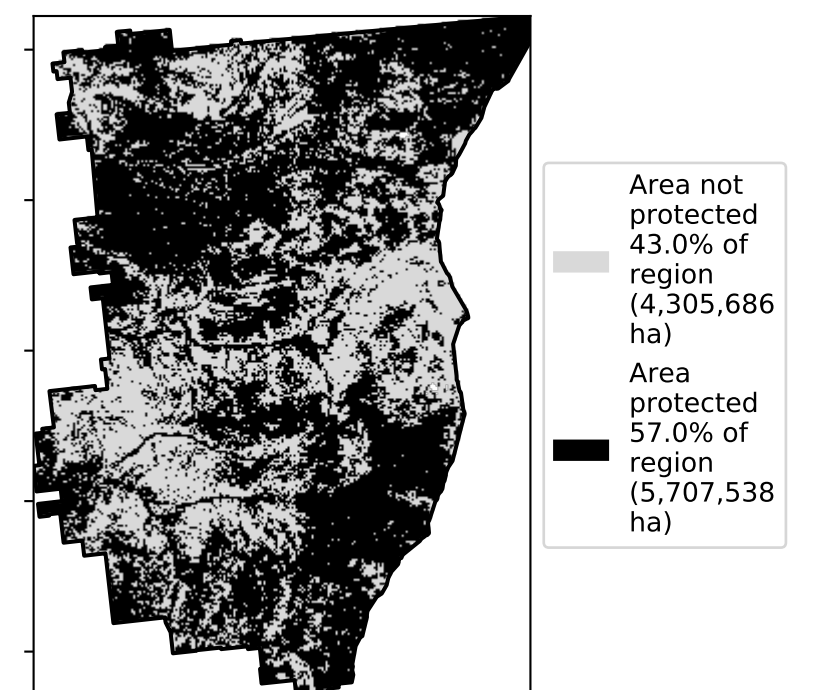 Area not
protected
43.0% of
region
(4,305,686
ha)
Area
protected
57.0% of
region
(5,707,538
ha)